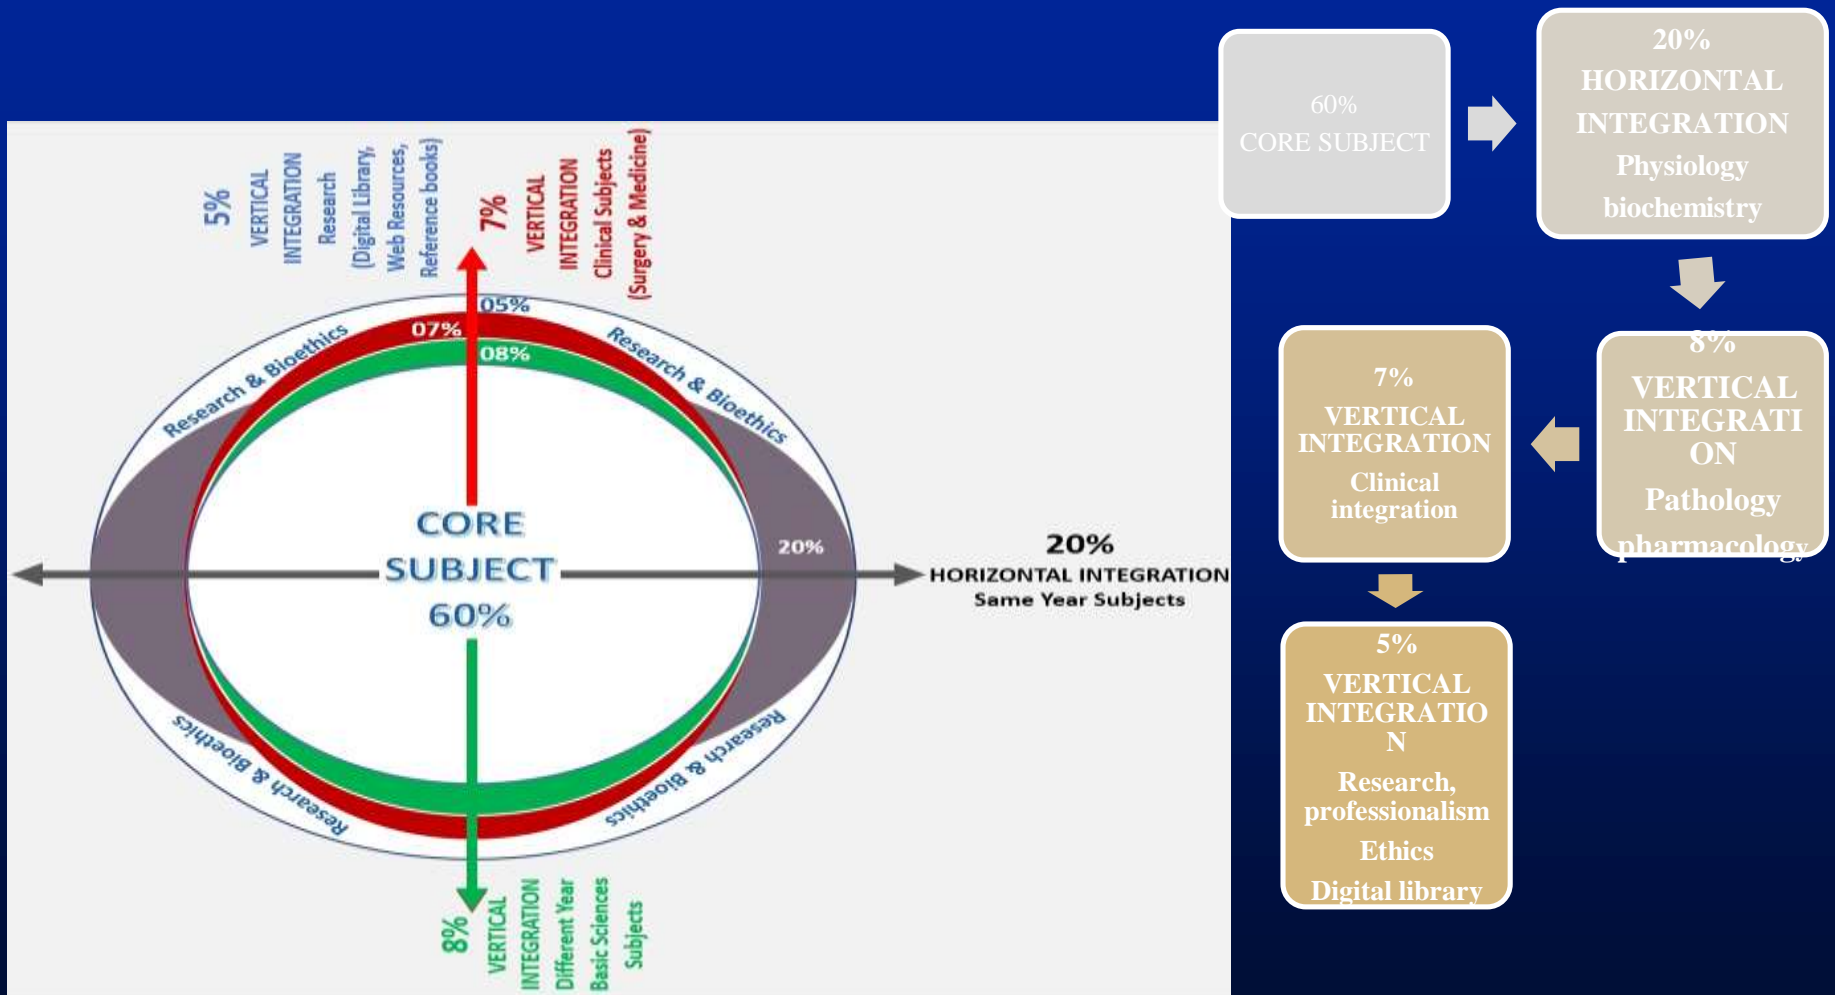 5%
VERTICAL
INTEGRATION
Research
(Digital Library,
Web Resources,
Reference books)
7%
VERTICAL
INTEGRATION
Clinical Subjects
(Surgery & Medicine)
05%
07%
08%
Research & Bioethics
Research & Bioethics
CORE
SUBJECT
60%
20%
20%
HORIZONTAL INTEGRATION
Same Year Subjects
Research & Bioethics
Research & Bioethics
8%
VERTICAL
INTEGRATION
Different Year
Basic Sciences
Subjects
60%
CORE SUBJECT
20%
HORIZONTAL
INTEGRATION
Physiology
biochemistry
8%
VERTICAL
INTEGRATI
ON
Pathology
pharmacology
7%
VERTICAL
INTEGRATION
Clinical
integration
5%
VERTICAL
INTEGRATIO
N
Research,
professionalism
Ethics
Digital library